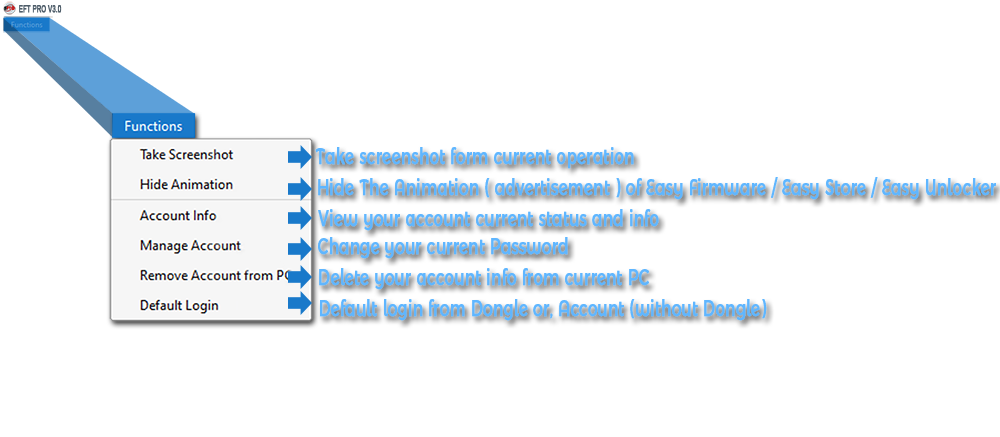 EFT PRO V3.0
Functions
Functions
Take Screenshot Take screenshot form current operation
Hide Animation Hide The Animation ( advertisement ) of Easy Firmware / Easy Store / Easy Unlocker
Account Info View your account current status and info
Manage Account Change your current Password
Remove Account from PC Delete your account info from current PC
Default Login Default login from Dongle or, Account (without Dongle)